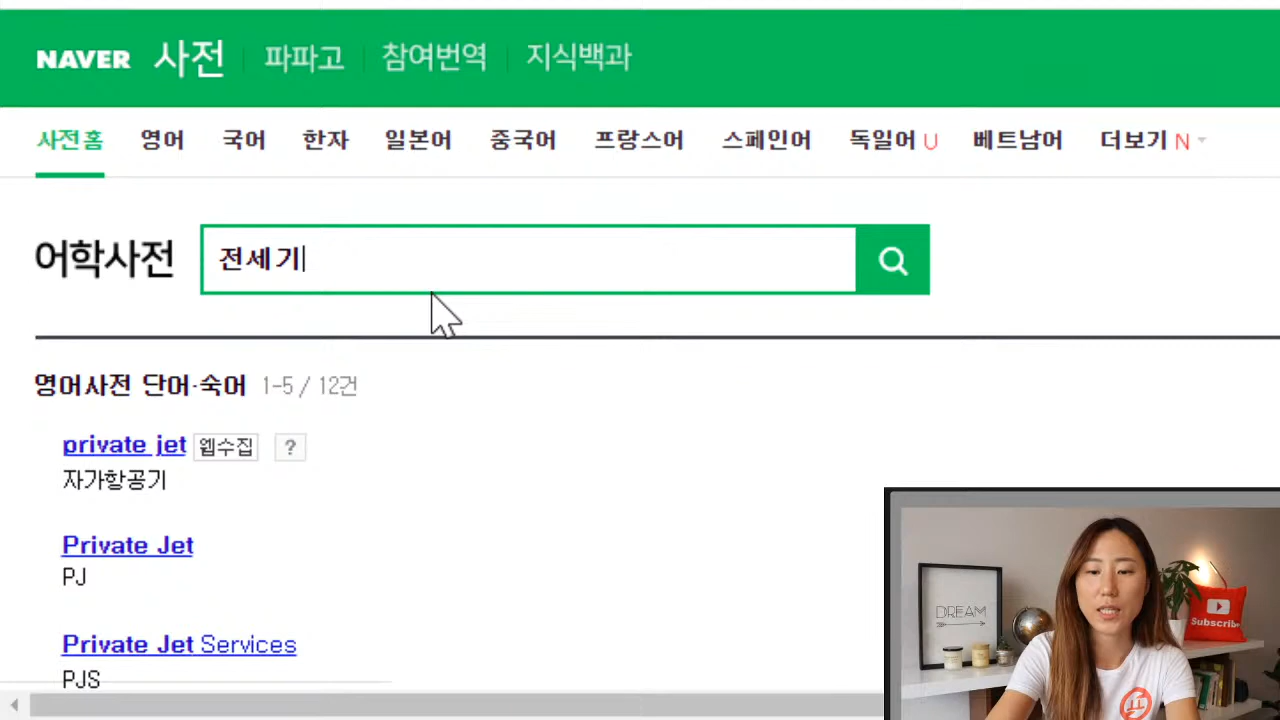 NAVER 사전 파파고 참여번역 지식백과
사전 홈 영어 국어 한자 일본어 중국어 프랑스어 스페인어 독일어 U 베트남어 더보기 N
어학사전 전세기
영어사전 단어·숙어 1-5 / 12건
private jet 웹수집 ?
자가항공기
Private Jet
PJ
Private Jet Services
PJS
DREAM
Subscribe